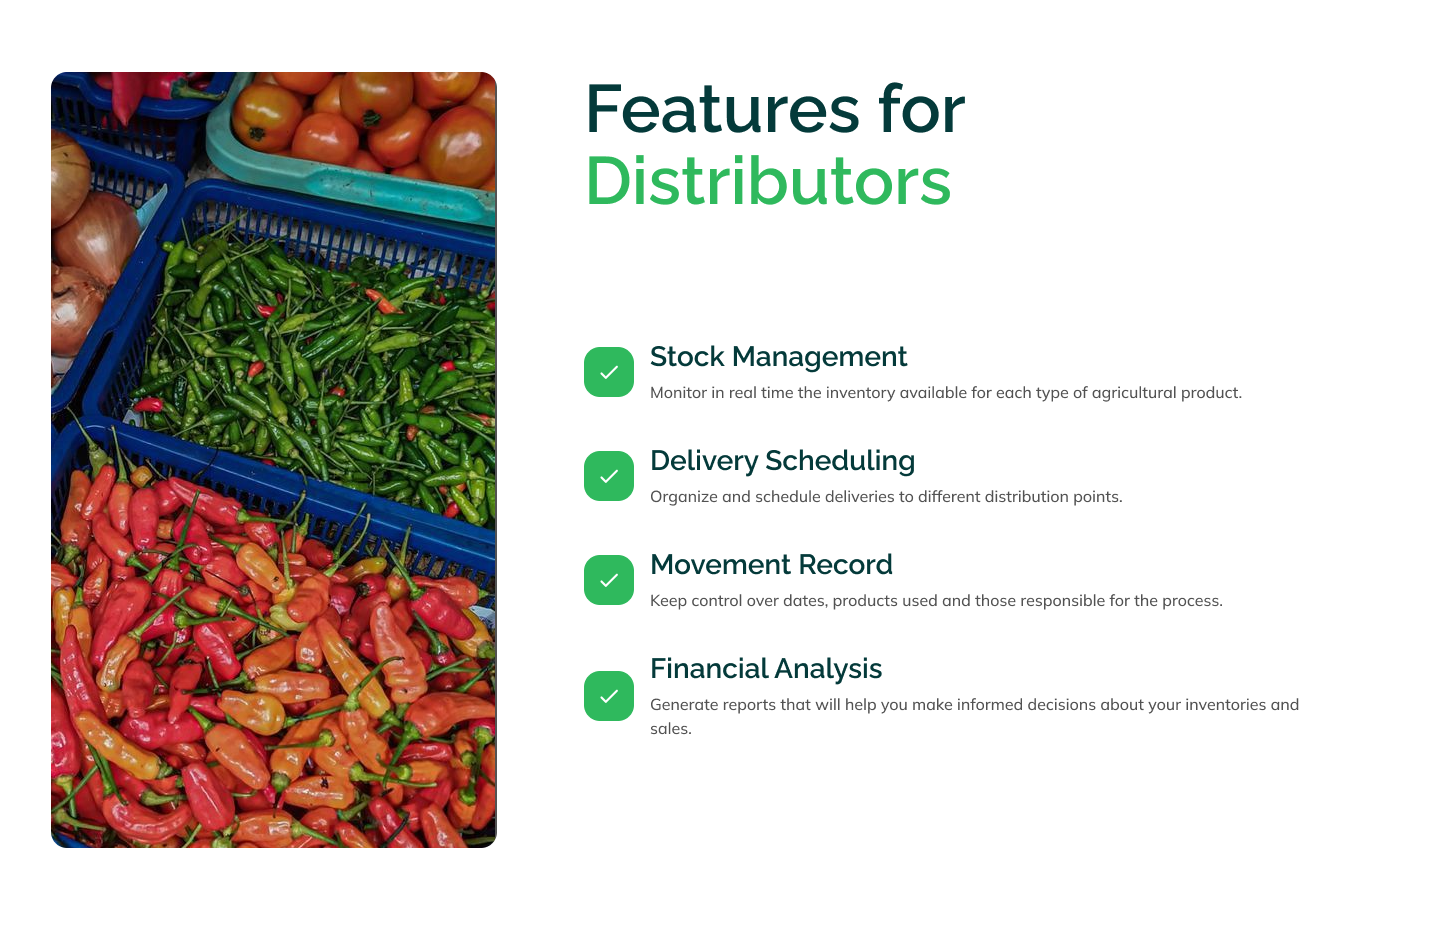 Features for
Distributors
Stock Management
Monitor in real time the inventory available for each type of agricultural product.
Delivery Scheduling
Organize and schedule deliveries to different distribution points.
Movement Record
Keep control over dates, products used and those responsible for the process.
Financial Analysis
Generate reports that will help you make informed decisions about your inventories and
sales.